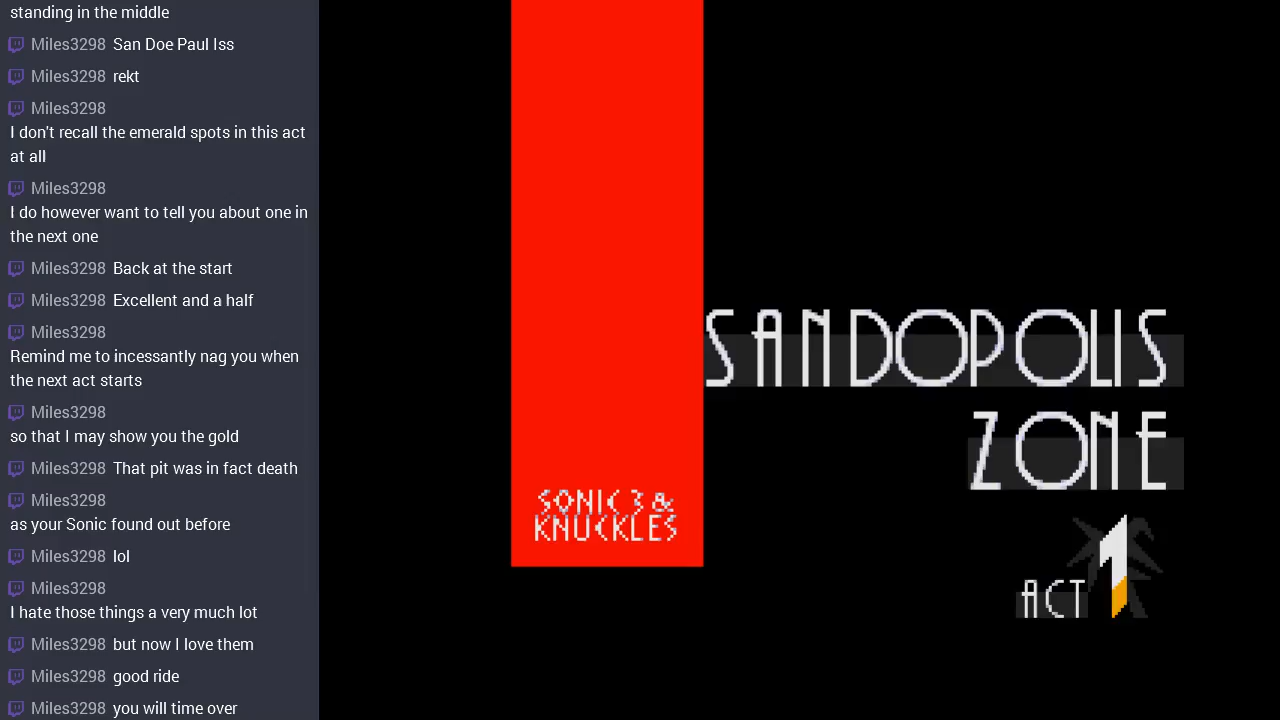 standing in the middle
Miles3298 San Doe Paul Iss
Miles3298 rekt
Miles3298
I don't recall the emerald spots in this act
at all
Miles3298
I do however want to tell you about one in
the next one
Miles3298 Back at the start
Miles3298 Excellent and a half
Miles3298
Remind me to incessantly nag you when
the next act starts
Miles3298
so that I may show you the gold
Miles3298 That pit was in fact death
Miles3298
as your Sonic found out before
Miles3298 lol
Miles3298
I hate those things a very much lot
Miles3298 but now I love them
Miles3298 good ride
Miles3298 you will time over
SANDOPOLIS
ZONE
ACT 1
SONIC 3 &
KNUCKLES